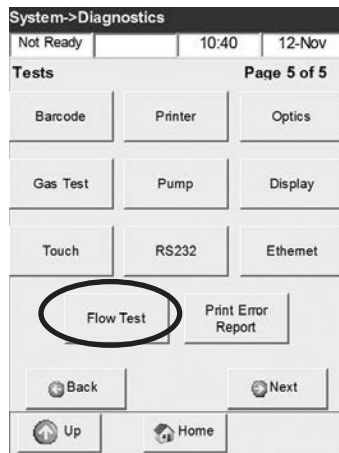 System->Diagnostics
Not Ready 10:40 12-Nov
Tests Page 5 of 5
Barcode Printer Optics
Gas Test Pump Display
Touch RS232 Ethernet
Flow Test Print Error
Report
Back Next
Up Home